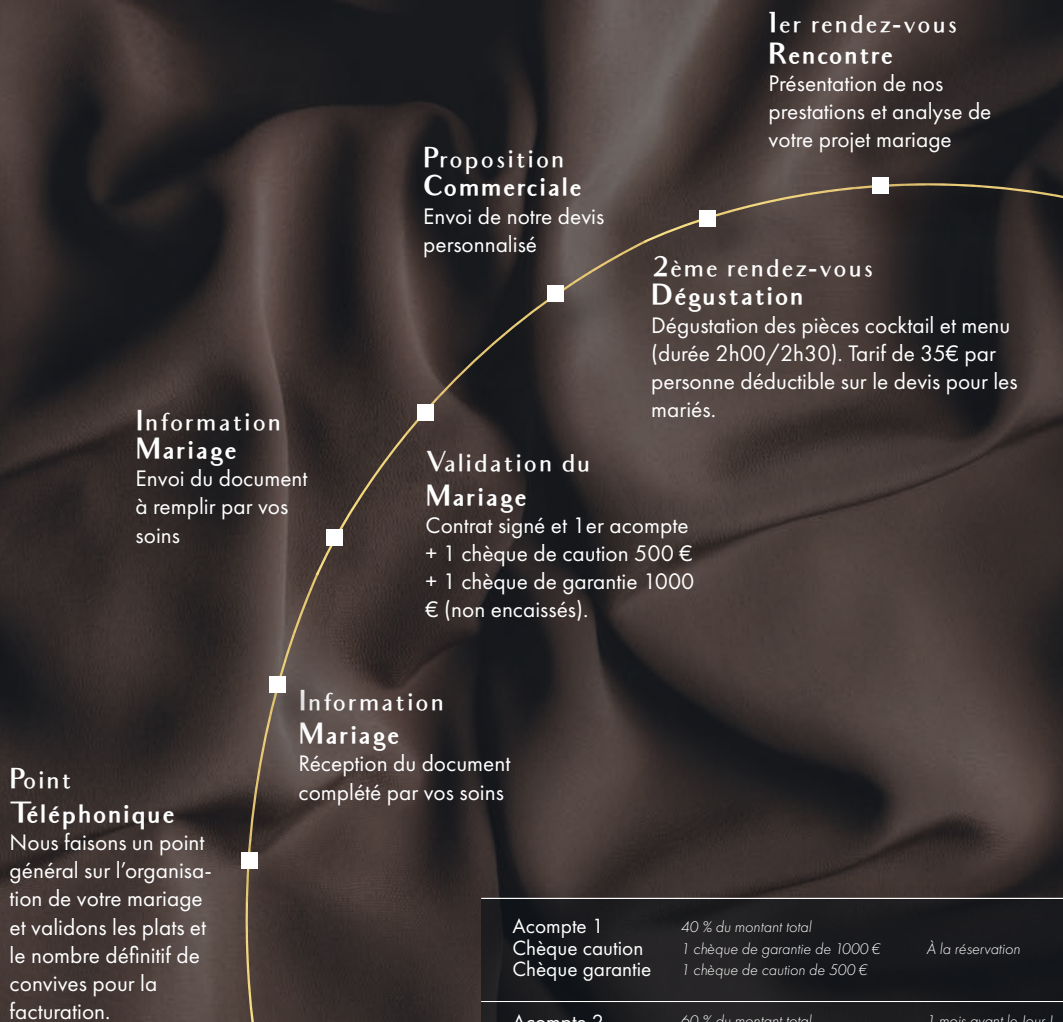 1er rendez-vous
Rencontre
Présentation de nos
prestations et analyse de
votre projet mariage
Proposition
Commerciale
Envoi de notre devis
personnalisé
2ème rendez-vous
Dégustation
Dégustation des pièces cocktail et menu
(durée 2h00/2h30). Tarif de 35€ par
personne déductible sur le devis pour les
mariés.
Information
Mariage
Envoi du document
à remplir par vos
soins
Validation du
Mariage
Contrat signé et 1er acompte
+ 1 chèque de caution 500 €
+ 1 chèque de garantie 1000
€ (non encaissés).
Information
Mariage
Réception du document
complété par vos soins
Point
Téléphonique
Nous faisons un point
général sur l'organisa-
tion de votre mariage
et validons les plats et
le nombre définitif de
convives pour la
facturation.
Acompte 1 40 % du montant total
Chèque caution 1 chèque de garantie de 1000 € À la réservation
Chèque garantie 1 chèque de caution de 500 €
Acompte 2 60 % du montant total 1 mois avant le Jour J